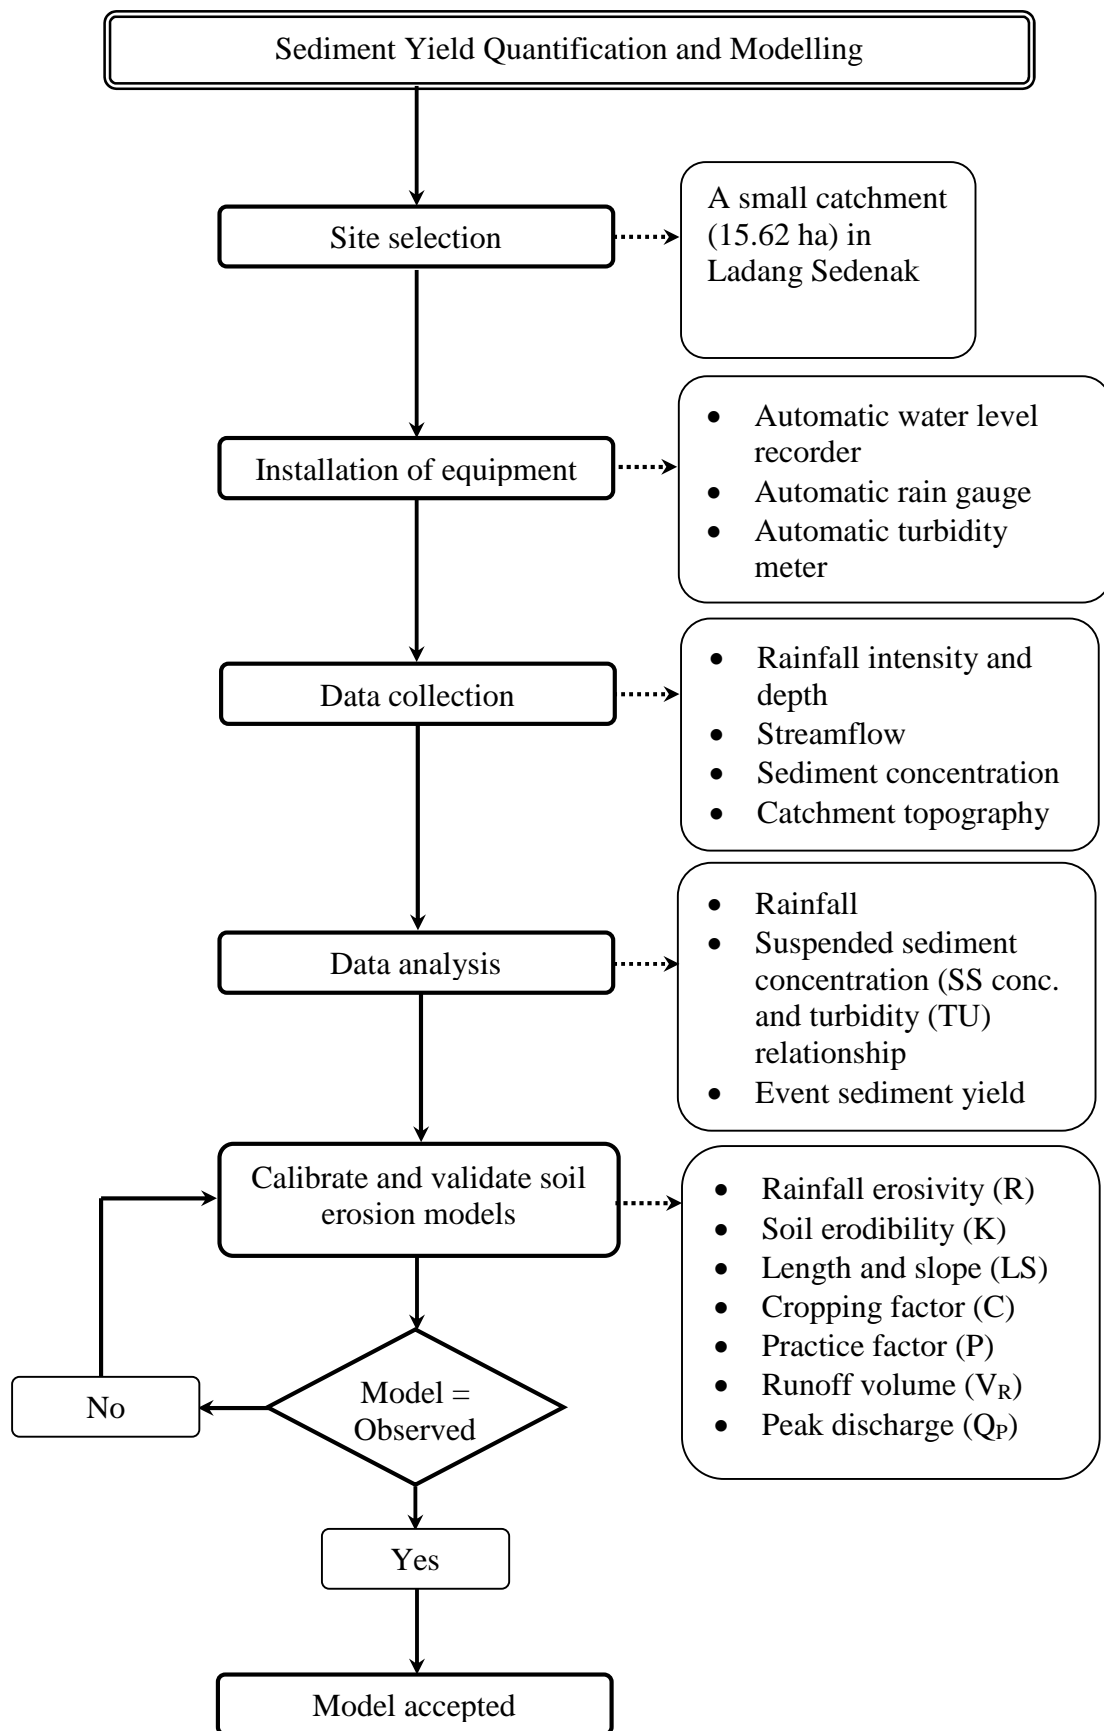 Sediment Yield Quantification and Modelling
Site selection
A small catchment
(15.62 ha) in
Ladang Sedenak
Installation of equipment
• Automatic water level
recorder
• Automatic rain gauge
• Automatic turbidity
meter
Data collection
• Rainfall intensity and
depth
• Streamflow
• Sediment concentration
• Catchment topography
Data analysis
• Rainfall
• Suspended sediment
concentration (SS conc.
and turbidity (TU)
relationship
• Event sediment yield
Calibrate and validate soil
erosion models
• Rainfall erosivity (R)
• Soil erodibility (K)
• Length and slope (LS)
• Cropping factor (C)
• Practice factor (P)
• Runoff volume (VR)
• Peak discharge (QP)
Model =
Observed
No
Yes
Model accepted